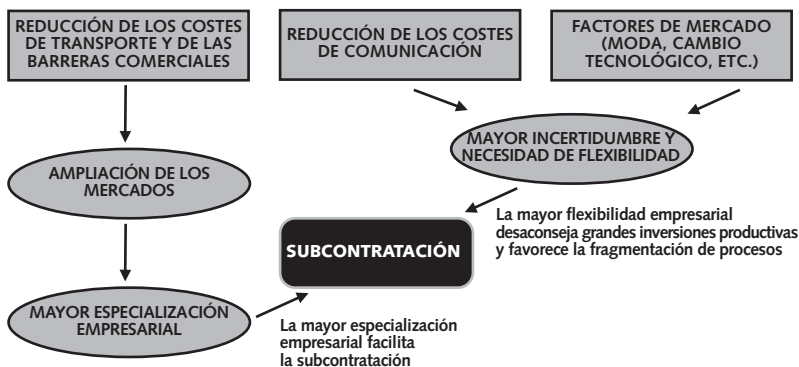 REDUCCIÓN DE LOS COSTES
DE TRANSPORTE Y DE LAS
BARRERAS COMERCIALES
REDUCCIÓN DE LOS COSTES
DE COMUNICACIÓN
FACTORES DE MERCADO
(MODA, CAMBIO
TECNOLÓGICO, ETC.)
MAYOR INCERTIDUMBRE Y
NECESIDAD DE FLEXIBILIDAD
AMPLIACIÓN DE LOS
MERCADOS
La mayor flexibilidad empresarial
desaconseja grandes inversiones productivas
y favorece la fragmentación de procesos
SUBCONTRATACIÓN
MAYOR ESPECIALIZACIÓN
EMPRESARIAL
La mayor especialización
empresarial facilita
la subcontratación